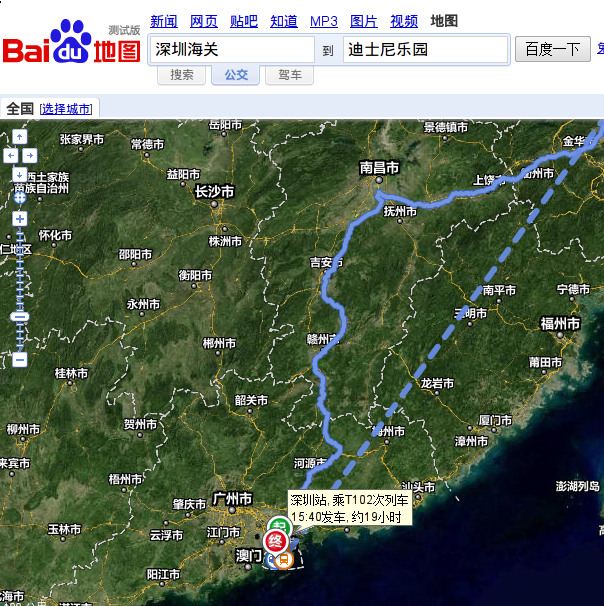 新闻 网页 贴吧 知道 MP3 图片 视频 地图
Bai du 地图
测试版
深圳海关 到 迪士尼乐园 百度一下
搜索 公交 驾车
全国 [选择城市]
岳阳市
景德镇市
张家界市
常德市
金华
南昌市
益阳市
上饶市
衢州市
西土家族
苗族自治州
长沙市
抚州市
株洲市
怀化市
仁地区
邵阳市
吉安市
衡阳市
南平市
宁德市
永州市
三明市
福州市
郴州市
赣州市
莆田市
桂林市
龙岩市
韶关市
厦门市
贺州市
柳州市
梅州市
漳州市
来宾市
河源市
梧州市
汕头市
澎湖列岛
广州市
肇庆市
深圳站, 乘T102次列车
15:40发车, 约19小时
玉林市
云浮市
江门市
起
终
澳门
阳江市
北海市
湛江市